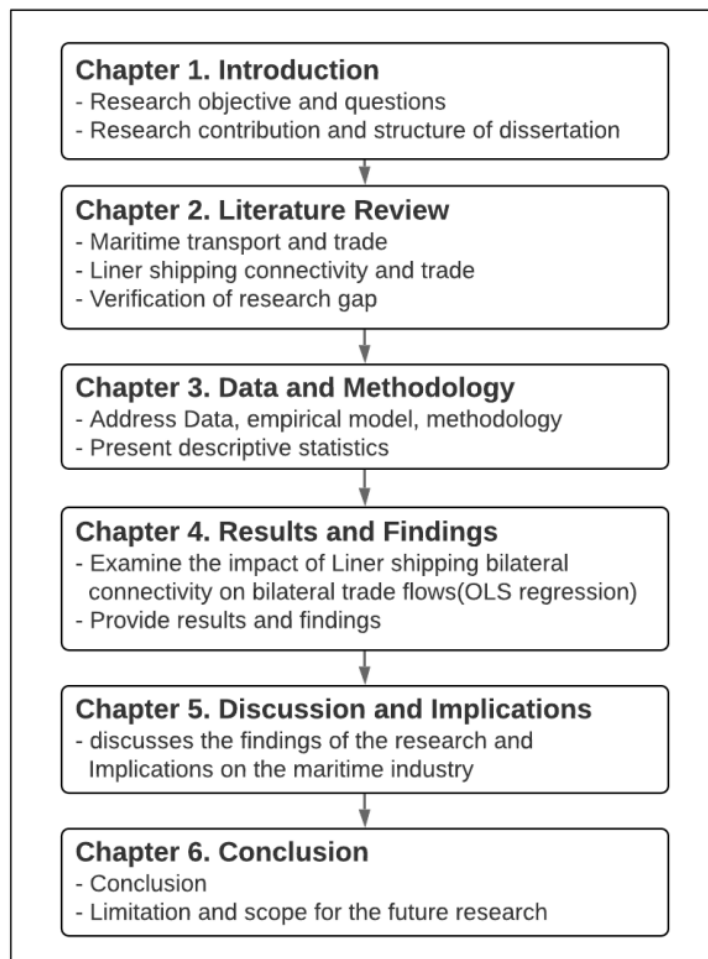 Chapter 1. Introduction
- Research objective and questions
- Research contribution and structure of dissertation
Chapter 2. Literature Review
- Maritime transport and trade
- Liner shipping connectivity and trade
- Verification of research gap
Chapter 3. Data and Methodology
- Address Data, empirical model, methodology
- Present descriptive statistics
Chapter 4. Results and Findings
- Examine the impact of Liner shipping bilateral
connectivity on bilateral trade flows(OLS regression)
- Provide results and findings
Chapter 5. Discussion and Implications
- discusses the findings of the research and
Implications on the maritime industry
Chapter 6. Conclusion
- Conclusion
- Limitation and scope for the future research